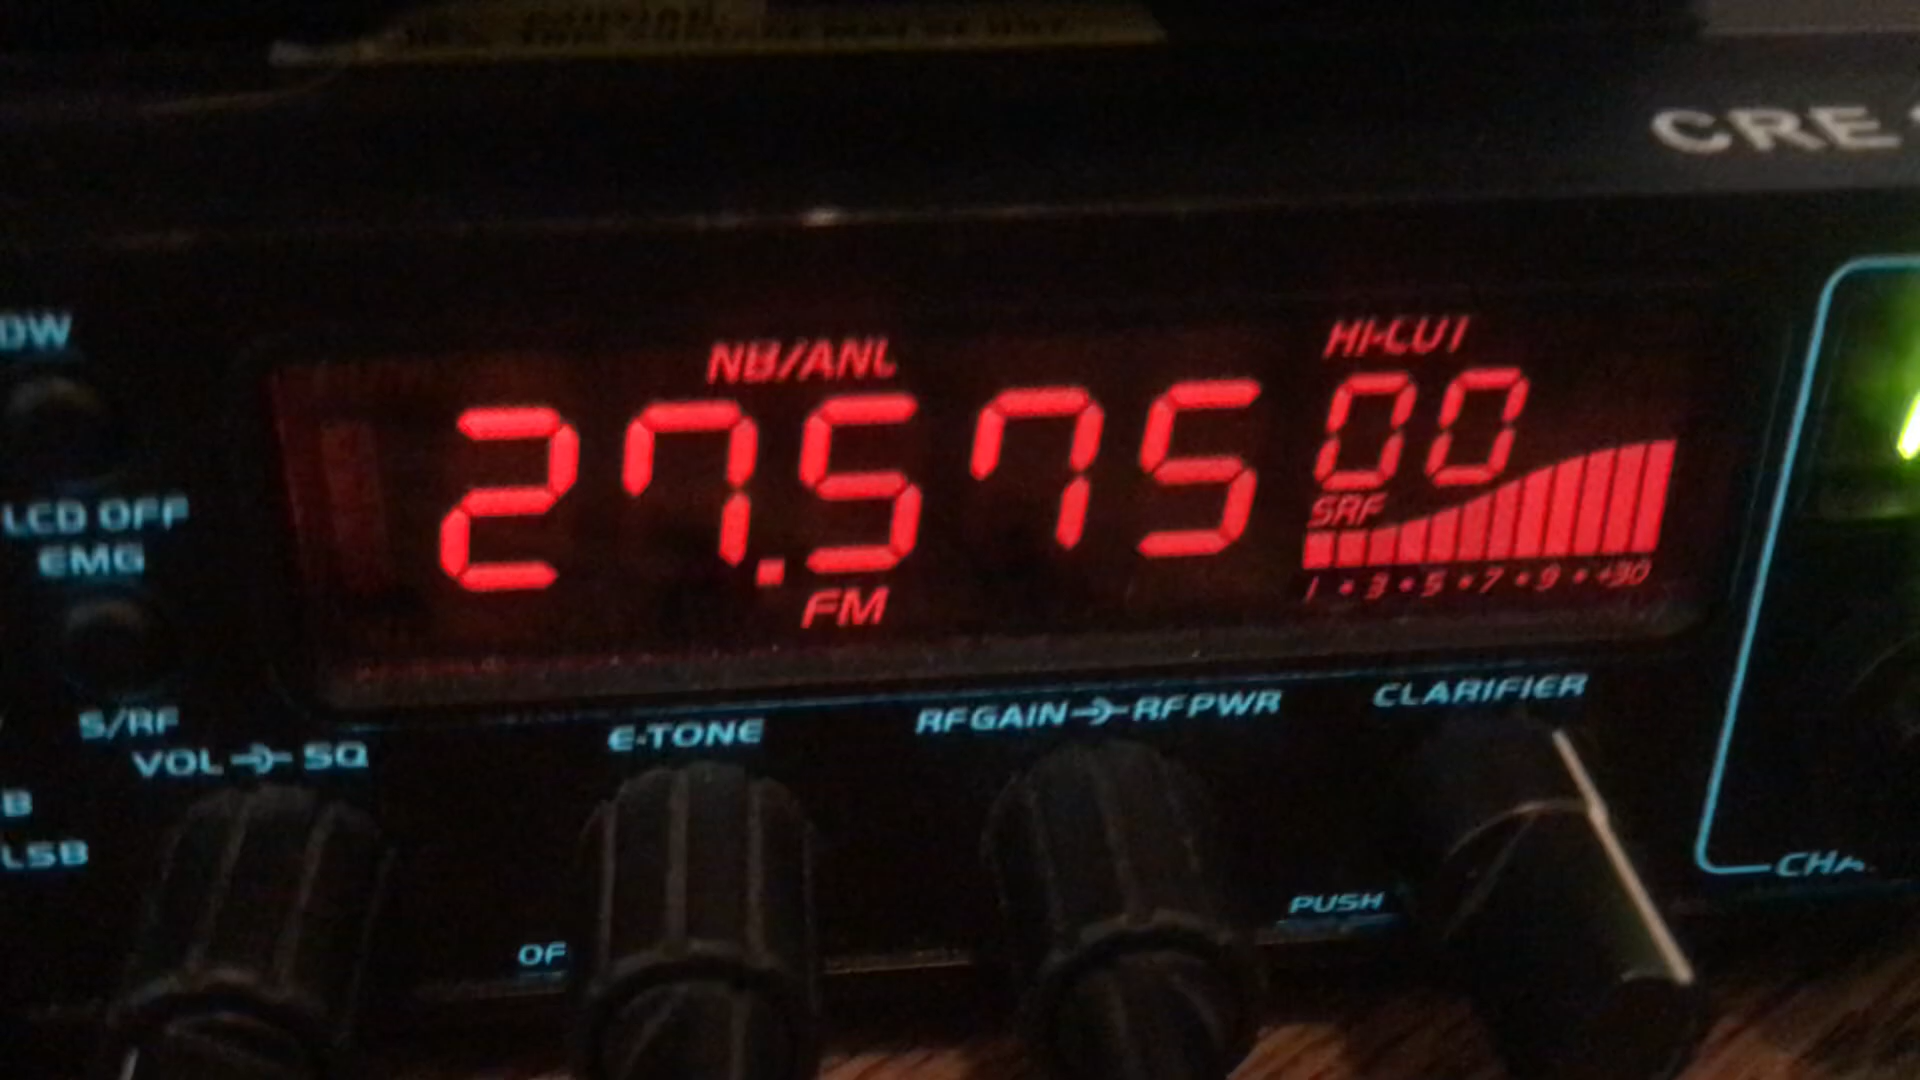 CAUTION:
CRE
DW
NB/ANL
HI-CUT
27.575 00
LCD OFF
EMG
SRF
1 • 3 • 5 • 7 • 9 • +30
FM
S/RF
VOL SQ
E-TONE
RFGAIN RFPWR
CLARIFIER
B
LSB
OF
PUSH